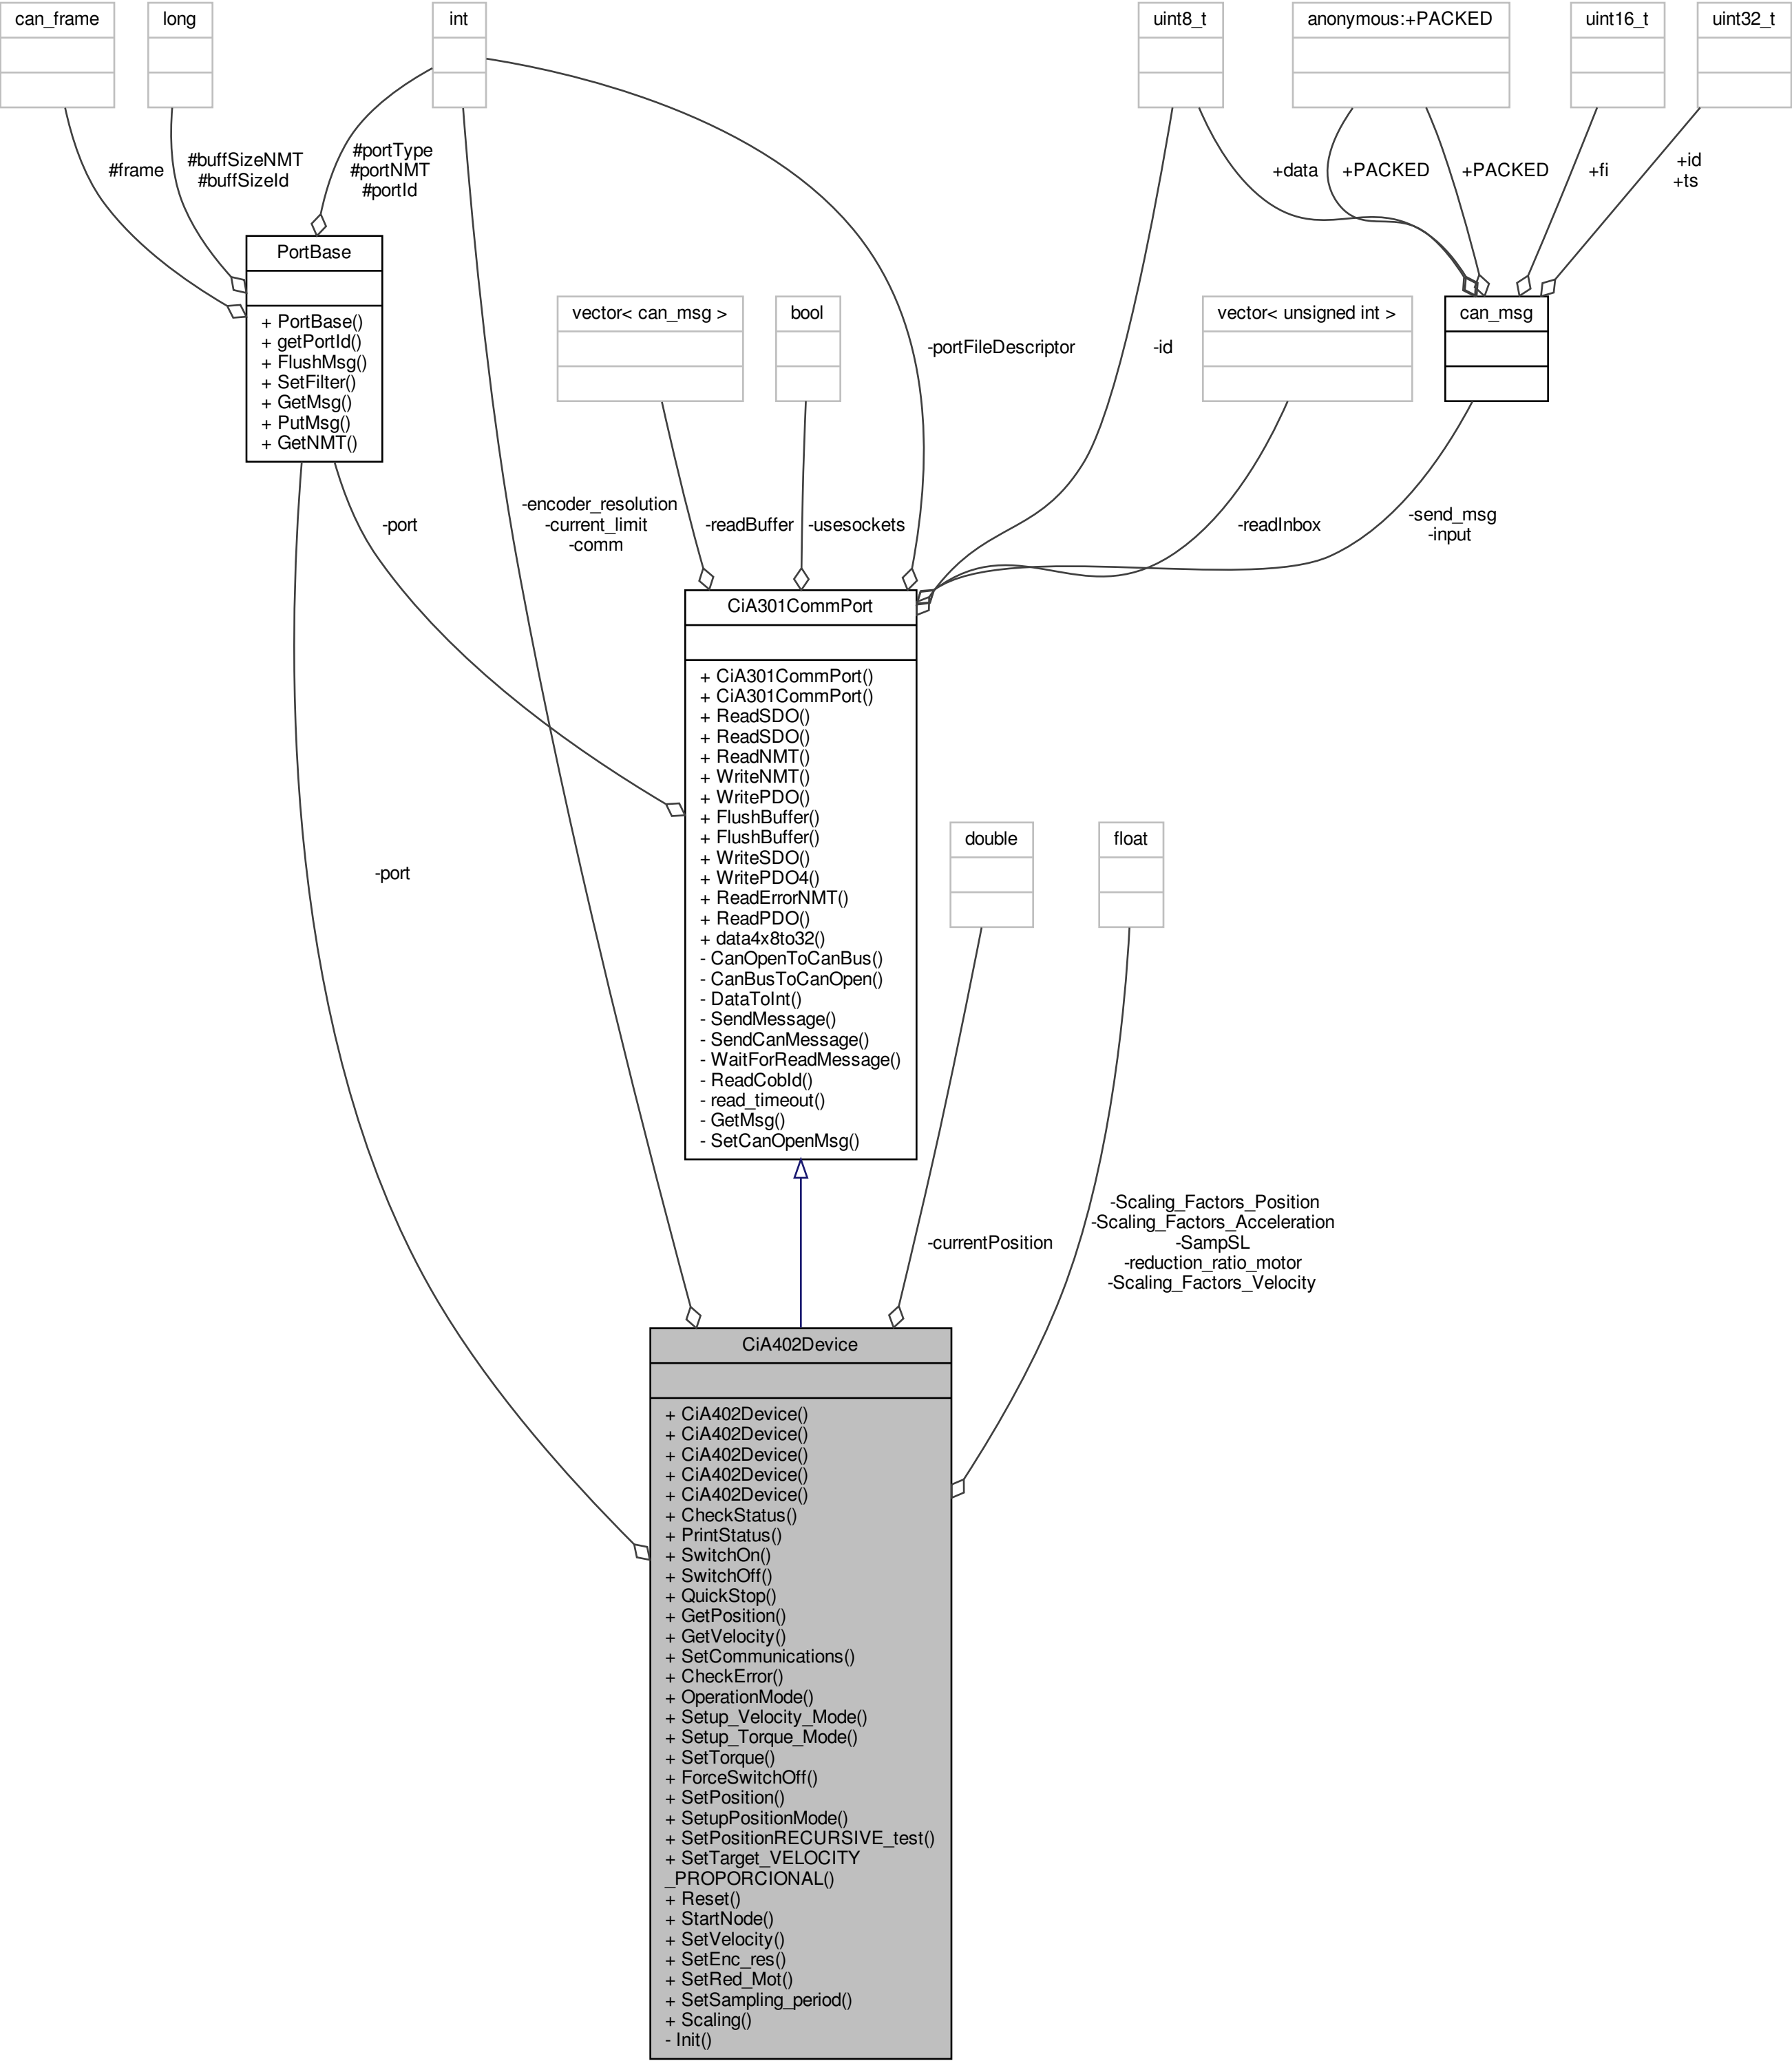 can_frame
long
int
uint8_t
anonymous:+PACKED
uint16_t
uint32_t
#frame
#buffSizeNMT
#buffSizeId
#portType
#portNMT
#portId
+data
+PACKED
+PACKED
+fi
+id
+ts
PortBase
+ PortBase()
+ getPortId()
+ FlushMsg()
+ SetFilter()
+ GetMsg()
+ PutMsg()
+ GetNMT()
vector< can_msg >
bool
-portFileDescriptor
-id
vector< unsigned int >
can_msg
-port
-encoder_resolution
-current_limit
-comm
-readBuffer
-usesockets
-readInbox
-send_msg
-input
CiA301CommPort
+ CiA301CommPort()
+ CiA301CommPort()
+ ReadSDO()
+ ReadSDO()
+ ReadNMT()
+ WriteNMT()
+ WritePDO()
+ FlushBuffer()
+ FlushBuffer()
+ WriteSDO()
+ WritePDO4()
+ ReadErrorNMT()
+ ReadPDO()
+ data4x8to32()
- CanOpenToCanBus()
- CanBusToCanOpen()
- DataToInt()
- SendMessage()
- SendCanMessage()
- WaitForReadMessage()
- ReadCobId()
- read_timeout()
- GetMsg()
- SetCanOpenMsg()
-port
double
float
-currentPosition
-Scaling_Factors_Position
-Scaling_Factors_Acceleration
-SampSL
-reduction_ratio_motor
-Scaling_Factors_Velocity
CiA402Device
+ CiA402Device()
+ CiA402Device()
+ CiA402Device()
+ CiA402Device()
+ CiA402Device()
+ CheckStatus()
+ PrintStatus()
+ SwitchOn()
+ SwitchOff()
+ QuickStop()
+ GetPosition()
+ GetVelocity()
+ SetCommunications()
+ CheckError()
+ OperationMode()
+ Setup_Velocity_Mode()
+ Setup_Torque_Mode()
+ SetTorque()
+ ForceSwitchOff()
+ SetPosition()
+ SetupPositionMode()
+ SetPositionRECURSIVE_test()
+ SetTarget_VELOCITY
_PROPORCIONAL()
+ Reset()
+ StartNode()
+ SetVelocity()
+ SetEnc_res()
+ SetRed_Mot()
+ SetSampling_period()
+ Scaling()
- Init()